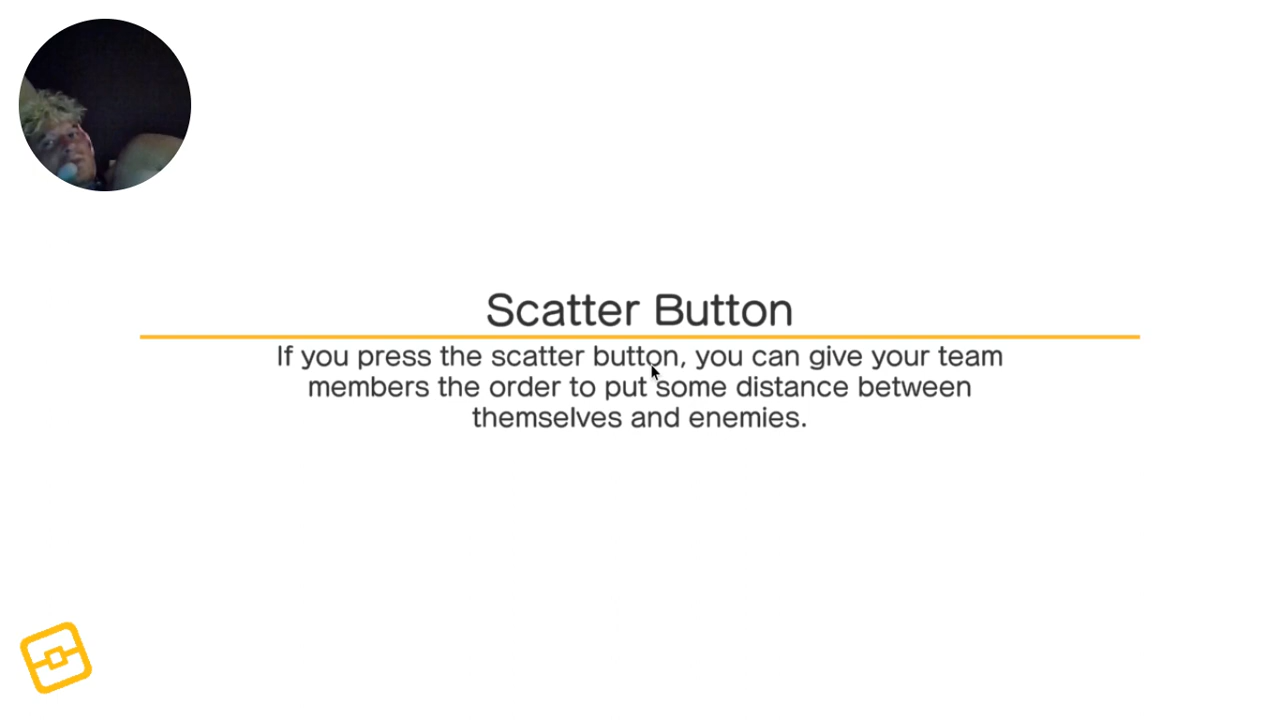 Scatter Button
If you press the scatter button, you can give your team
members the order to put some distance between
themselves and enemies.